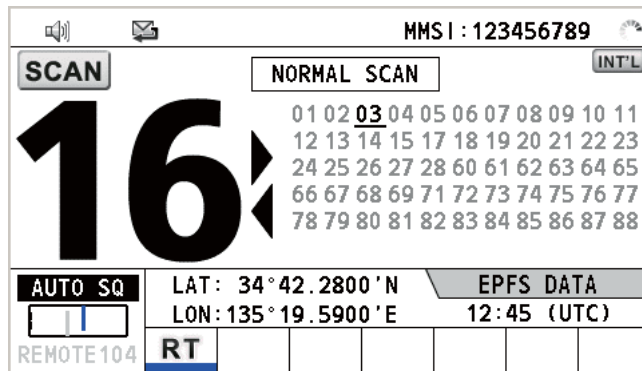 MMSI:123456789
SCAN
NORMAL SCAN
INT'L
16
01 02 03 04 05 06 07 08 09 10 11
12 13 14 15 17 18 19 20 21 22 23
24 25 26 27 28 60 61 62 63 64 65
66 67 68 69 71 72 73 74 75 76 77
78 79 80 81 82 83 84 85 86 87 88
AUTO SQ
REMOTE104
LAT: 34°42.2800'N
LON:135°19.5900'E
EPFS DATA
12:45 (UTC)
RT